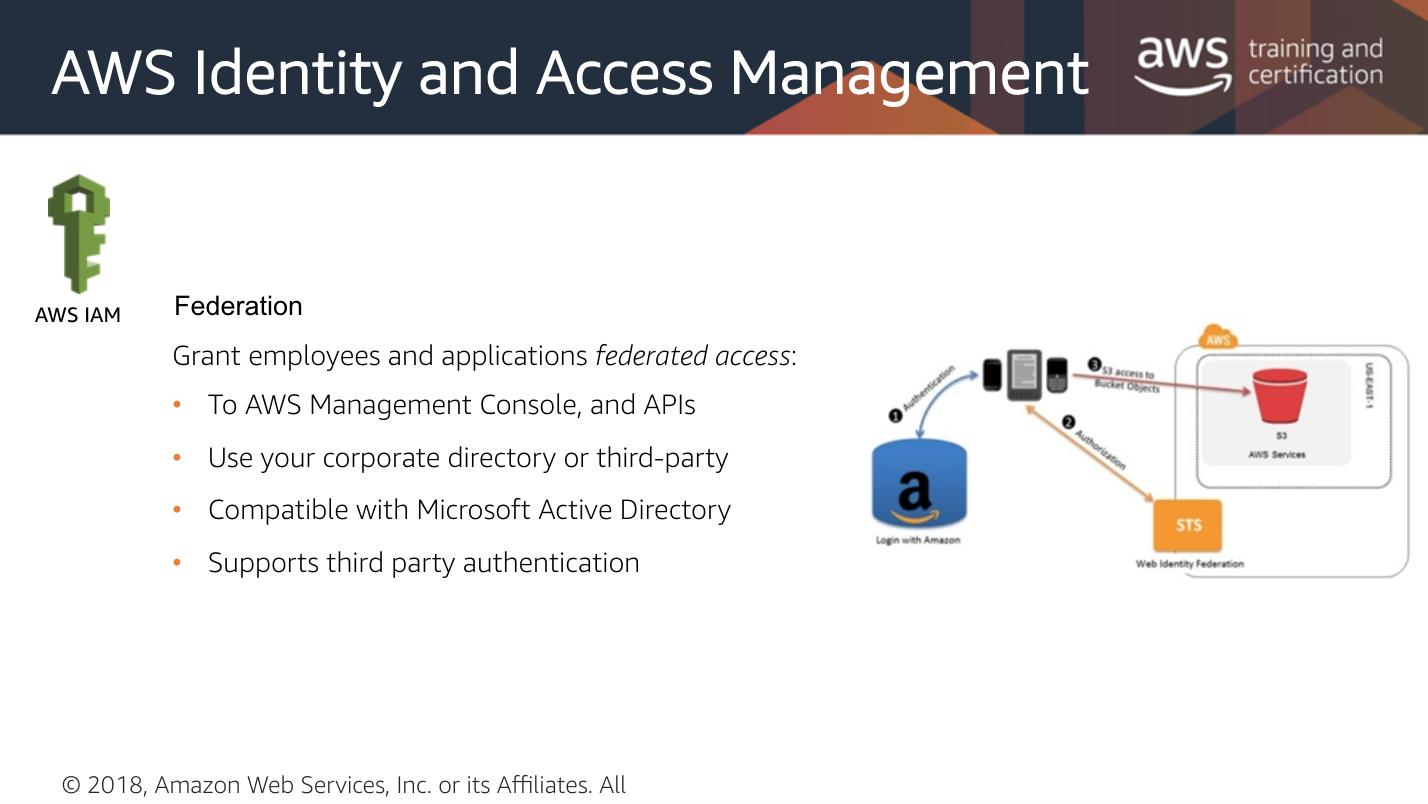 AWS Identity and Access Management
aws training and
certification
AWS IAM
Federation
Grant employees and applications federated access:
• To AWS Management Console, and APIs
• Use your corporate directory or third-party
• Compatible with Microsoft Active Directory
• Supports third party authentication
AWS
1 Authentication
3 S3 access to
Bucket Objects
US-EAST-1
2 Authorization
S3
AWS Services
a
Login with Amazon
STS
Web Identity Federation
© 2018, Amazon Web Services, Inc. or its Affiliates. All